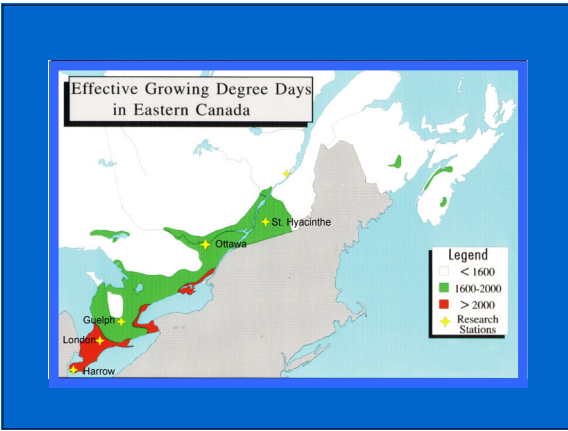 Effective Growing Degree Days
in Eastern Canada
St. Hyacinthe
Ottawa
Guelph
London
Harrow
Legend
< 1600
1600-2000
> 2000
Research
Stations